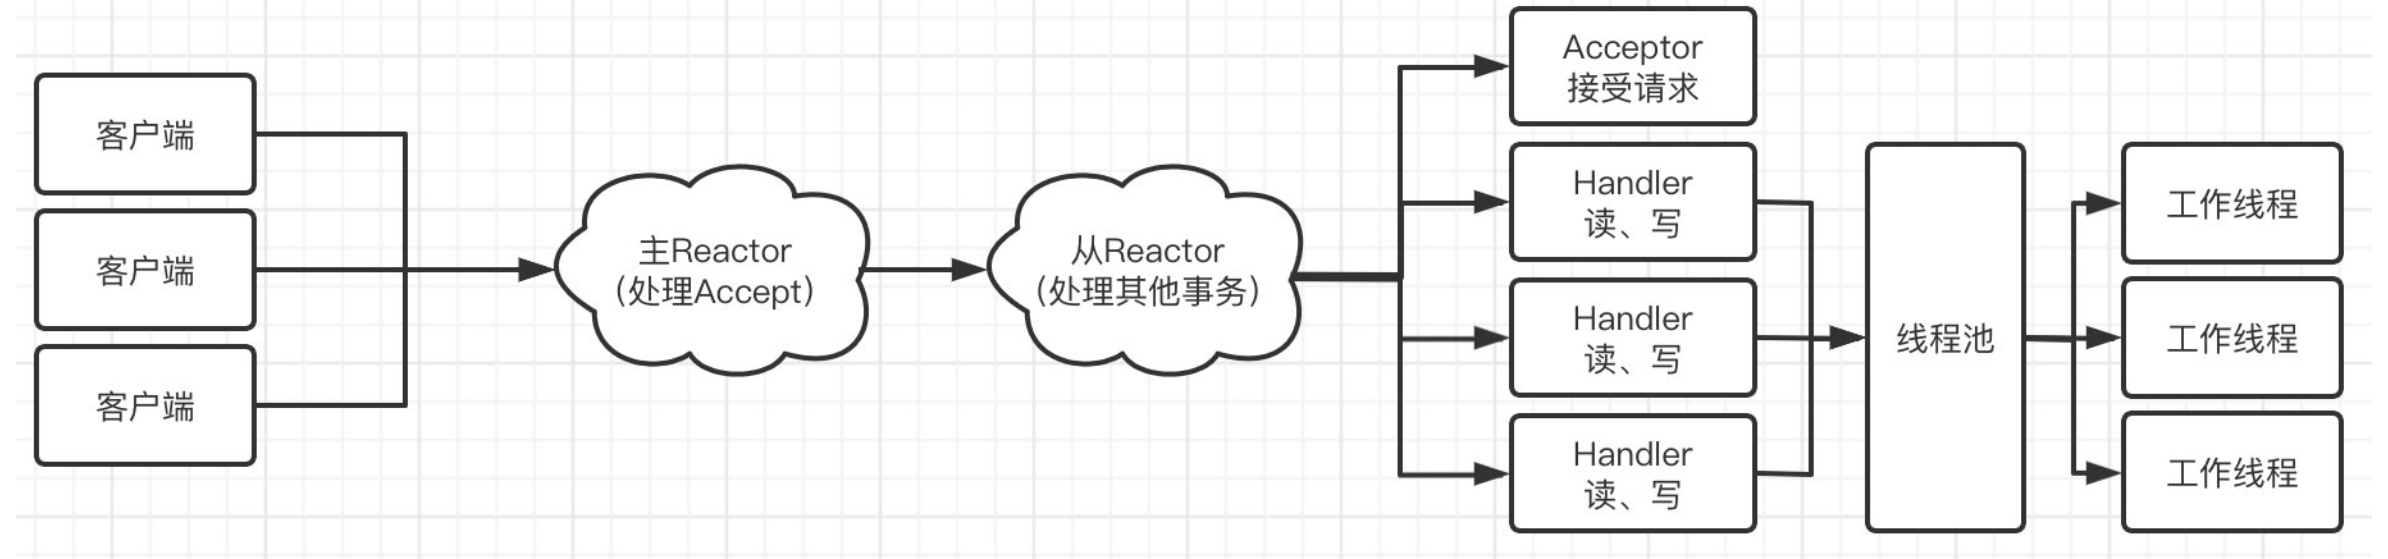 客户端
客户端
客户端
主Reactor
（处理Accept）
从Reactor
（处理其他事务）
Acceptor
接受请求
Handler
读、写
Handler
读、写
Handler
读、写
线程池
工作线程
工作线程
工作线程